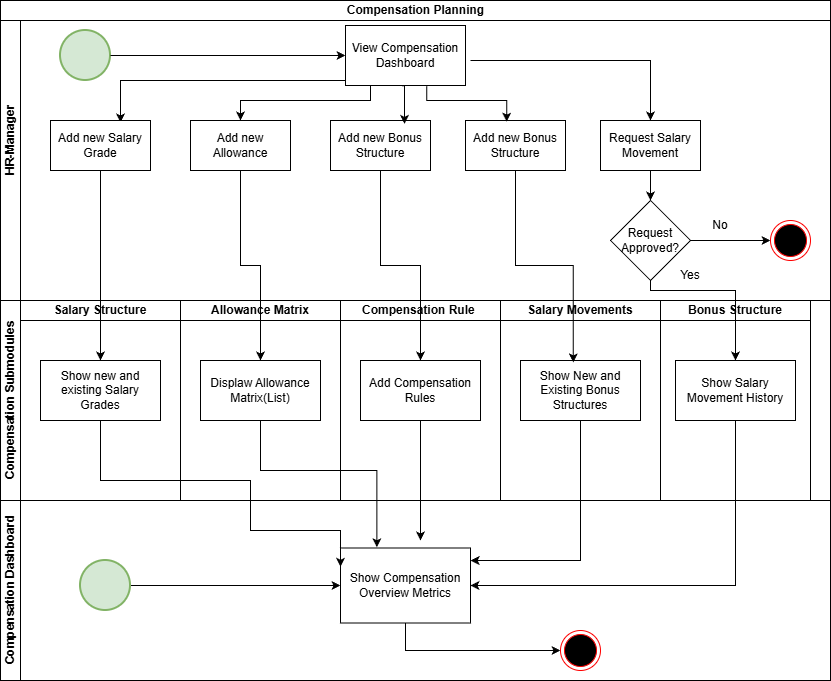 Compensation Planning
HR-Manager
View Compensation
Dashboard
Add new Salary
Grade
Add new
Allowance
Add new Bonus
Structure
Add new Bonus
Structure
Request Salary
Movement
Request
Approved?
No
Yes
Compensation Submodules
Salary Structure
Allowance Matrix
Compensation Rule
Salary Movements
Bonus Structure
Show new and
existing Salary
Grades
Displaw Allowance
Matrix(List)
Add Compensation
Rules
Show New and
Existing Bonus
Structures
Show Salary
Movement History
Compensation Dashboard
Show Compensation
Overview Metrics